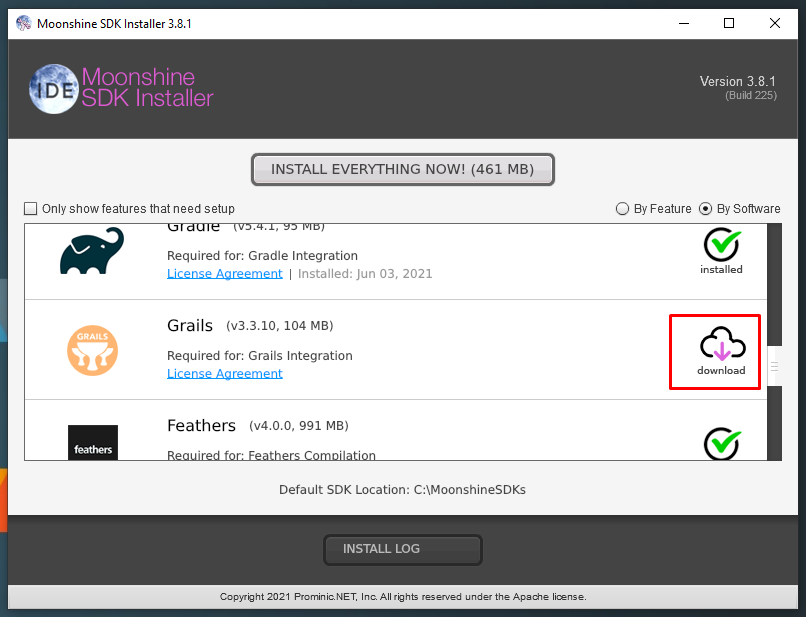 Moonshine SDK Installer 3.8.1
IDE
Moonshine
SDK Installer
Version 3.8.1
(Build 225)
INSTALL EVERYTHING NOW! (461 MB)
Only show features that need setup
By Feature
By Software
Gradle (v5.4.1, 95 MB)
Required for: Gradle Integration
License Agreement | Installed: Jun 03, 2021
installed
GRAILS
Grails (v3.3.10, 104 MB)
Required for: Grails Integration
License Agreement
download
feathers
Feathers (v4.0.0, 991 MB)
Required for: Feathers Compilation
Default SDK Location: C:\MoonshineSDKs
INSTALL LOG
Copyright 2021 Prominic.NET, Inc. All rights reserved under the Apache license.